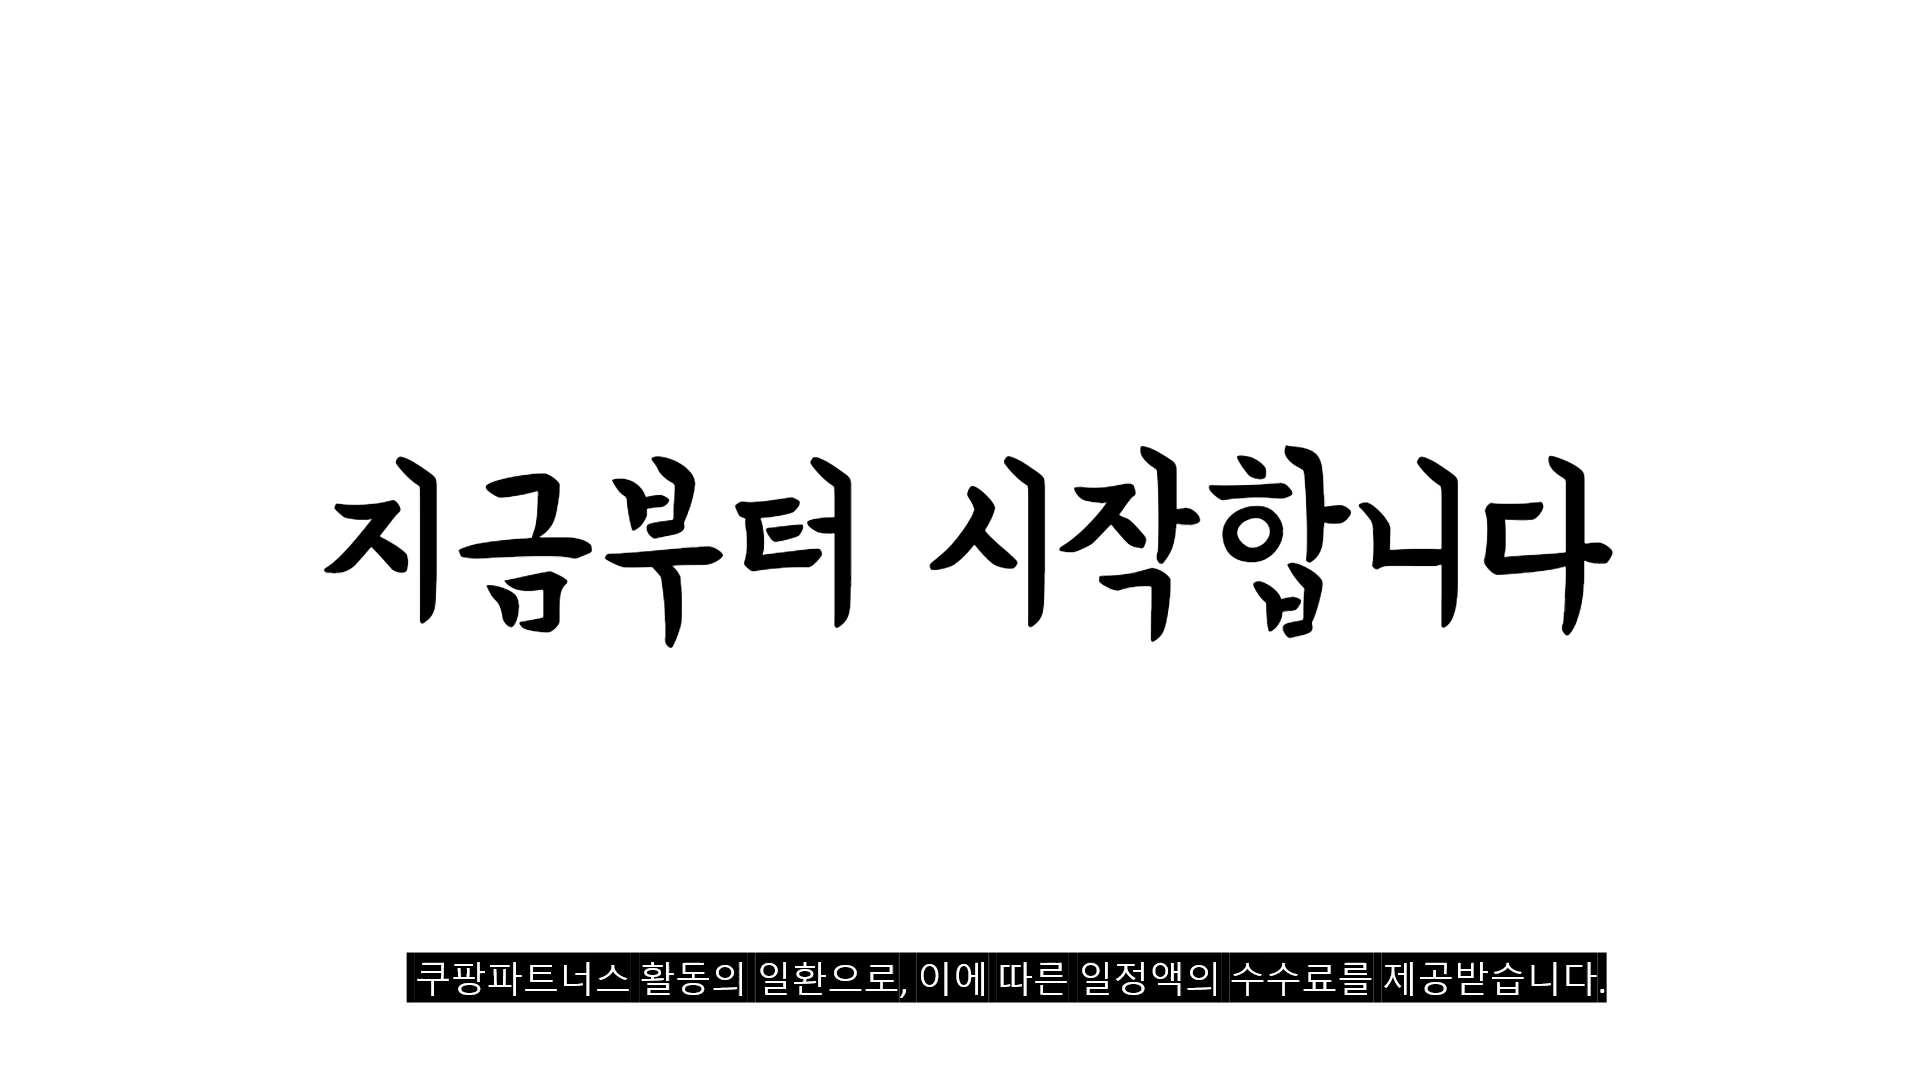 지금부터 시작합니다
쿠팡파트너스 활동의 일환으로, 이에 따른 일정액의 수수료를 제공받습니다.